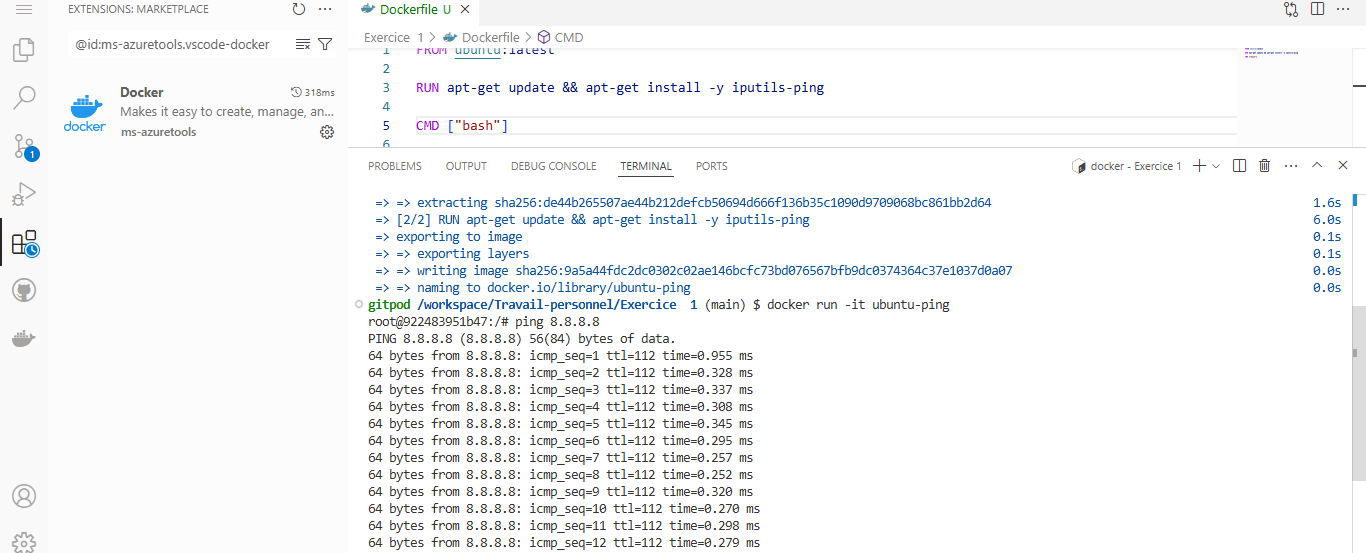 EXTENSIONS: MARKETPLACE
@id:ms-azuretools.vscode-docker
Docker
318ms
Makes it easy to create, manage, an...
ms-azuretools
docker
1
Dockerfile U
Exercice 1 > Dockerfile > CMD
1 FROM ubuntu:latest
2
3 RUN apt-get update && apt-get install -y iputils-ping
4
5 CMD ["bash"]
6
PROBLEMS OUTPUT DEBUG CONSOLE TERMINAL PORTS
docker - Exercice 1
=> => extracting sha256:de44b265507ae44b212defcb50694d666f136b35c1090d9709068bc861bb2d64 1.6s
=> [2/2] RUN apt-get update && apt-get install -y iputils-ping 6.0s
=> exporting to image 0.1s
=> => exporting layers 0.1s
=> => writing image sha256:9a5a44fdc2dc0302c02ae146bcfc73bd076567bfb9dc0374364c37e1037d0a07 0.0s
=> => naming to docker.io/library/ubuntu-ping 0.0s
gitpod /workspace/Travail-personnel/Exercice 1 (main) $ docker run -it ubuntu-ping
root@922483951b47:/# ping 8.8.8.8
PING 8.8.8.8 (8.8.8.8) 56(84) bytes of data.
64 bytes from 8.8.8.8: icmp_seq=1 ttl=112 time=0.955 ms
64 bytes from 8.8.8.8: icmp_seq=2 ttl=112 time=0.328 ms
64 bytes from 8.8.8.8: icmp_seq=3 ttl=112 time=0.337 ms
64 bytes from 8.8.8.8: icmp_seq=4 ttl=112 time=0.308 ms
64 bytes from 8.8.8.8: icmp_seq=5 ttl=112 time=0.345 ms
64 bytes from 8.8.8.8: icmp_seq=6 ttl=112 time=0.295 ms
64 bytes from 8.8.8.8: icmp_seq=7 ttl=112 time=0.257 ms
64 bytes from 8.8.8.8: icmp_seq=8 ttl=112 time=0.252 ms
64 bytes from 8.8.8.8: icmp_seq=9 ttl=112 time=0.320 ms
64 bytes from 8.8.8.8: icmp_seq=10 ttl=112 time=0.270 ms
64 bytes from 8.8.8.8: icmp_seq=11 ttl=112 time=0.298 ms
64 bytes from 8.8.8.8: icmp_seq=12 ttl=112 time=0.279 ms